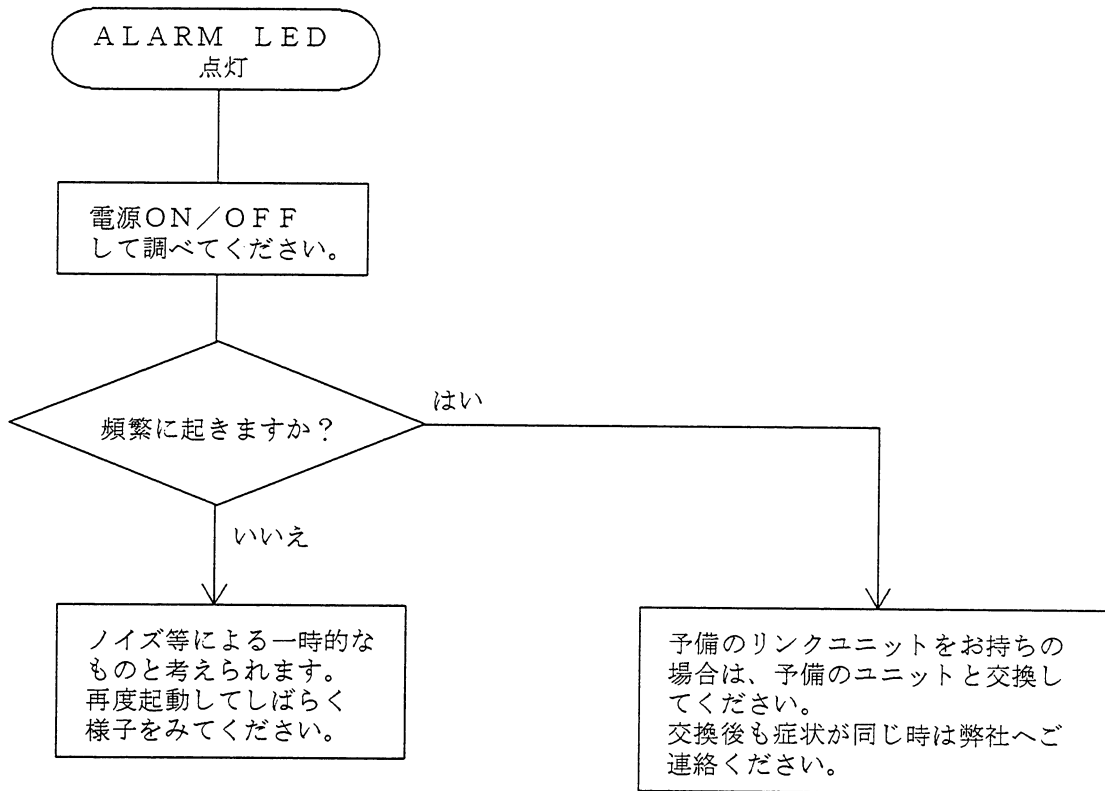 ＡＬＡＲＭ　ＬＥＤ
点灯
電源ＯＮ／ＯＦＦ
して調べてください。
頻繁に起きますか？
はい
いいえ
ノイズ等による一時的な
ものと考えられます。
再度起動してしばらく
様子をみてください。
予備のリンクユニットをお持ちの
場合は、予備のユニットと交換し
てください。
交換後も症状が同じ時は弊社へご
連絡ください。